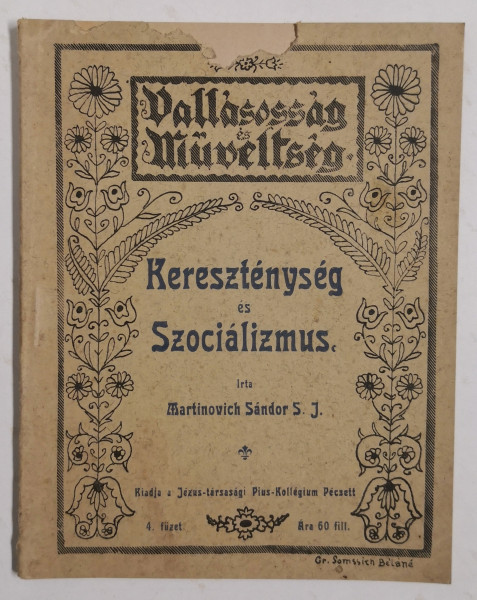 Vallásosság
és
Műveltség.
Kereszténység
és
Szociálizmus.
Irta
Martinovich Sándor S. J.
Kiadja a Jézus-társasági Pius-Kollégium Pécsett
4. füzet.
Ára 60 fill.
Gr. Somssich Béláné